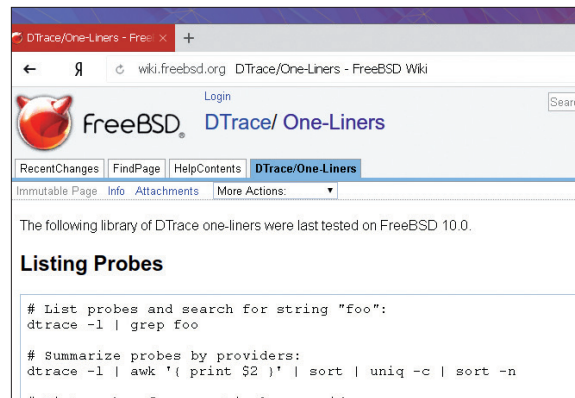 DTrace/One-Liners - Free
wiki.freebsd.org DTrace/One-Liners - FreeBSD Wiki
Login
Sear
FreeBSD®
DTrace/ One-Liners
RecentChanges FindPage HelpContents DTrace/One-Liners
Immutable Page Info Attachments More Actions:
The following library of DTrace one-liners were last tested on FreeBSD 10.0.
Listing Probes
# List probes and search for string "foo":
dtrace -l | grep foo
# Summarize probes by providers:
dtrace -l | awk '{ print $2 }' | sort | uniq -c | sort -n